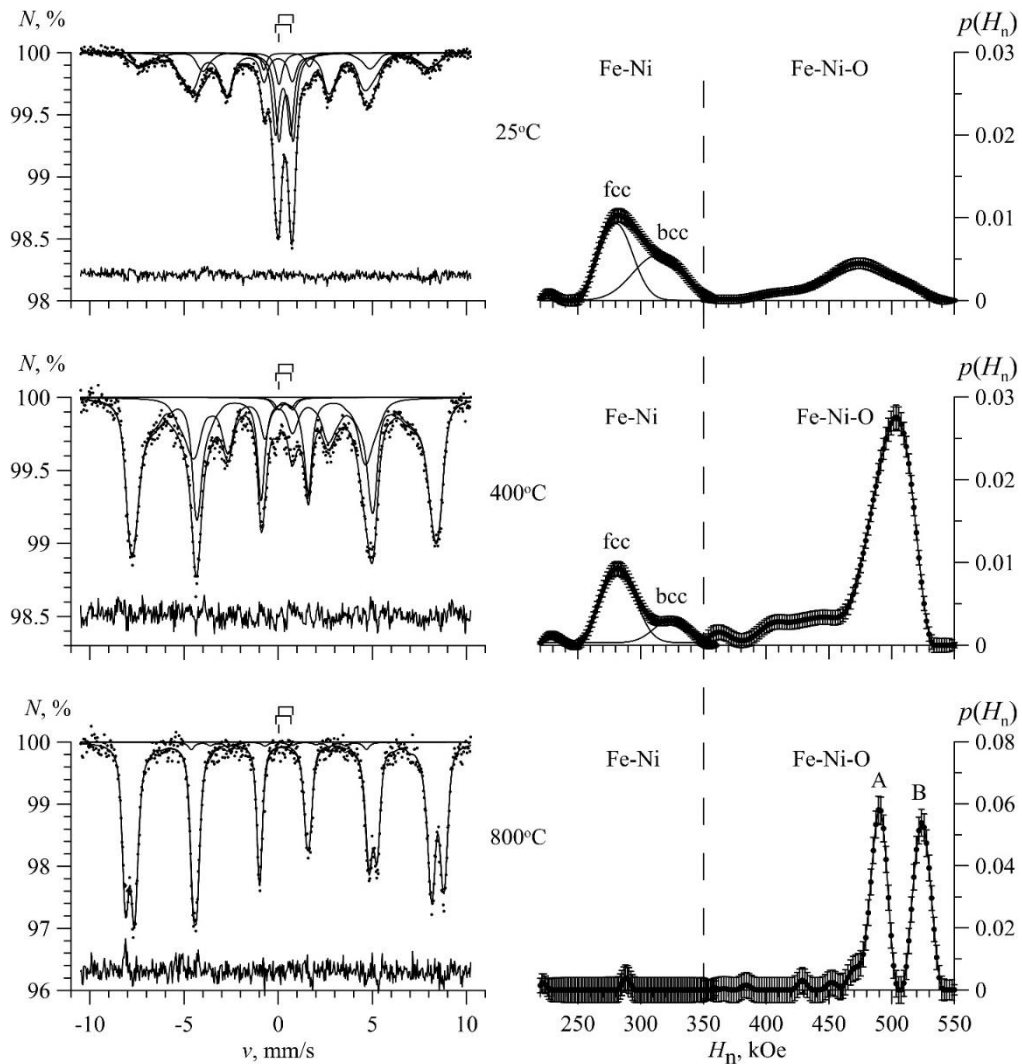 N, %
100
99.5
99
98.5
98
25°C
p(Hn)
0.03
0.02
0.01
0
Fe-Ni
Fe-Ni-O
fcc
bcc
N, %
100
99.5
99
98.5
400°C
p(Hn)
0.03
0.02
0.01
0
Fe-Ni
Fe-Ni-O
fcc
bcc
N, %
100
99
98
97
96
800°C
p(Hn)
0.08
0.06
0.04
0.02
0
Fe-Ni
Fe-Ni-O
A
B
-10 -5 0 5 10
v, mm/s
250 300 350 400 450 500 550
Hn, kOe